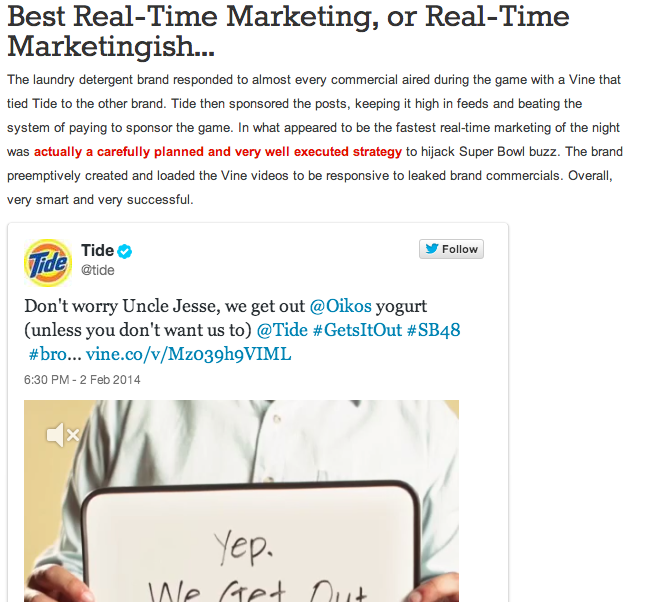 Best Real-Time Marketing, or Real-Time
Marketingish...
The laundry detergent brand responded to almost every commercial aired during the game with a Vine that
tied Tide to the other brand. Tide then sponsored the posts, keeping it high in feeds and beating the
system of paying to sponsor the game. In what appeared to be the fastest real-time marketing of the night
was actually a carefully planned and very well executed strategy to hijack Super Bowl buzz. The brand
preemptively created and loaded the Vine videos to be responsive to leaked brand commercials. Overall,
very smart and very successful.
Tide
Tide
@tide
Follow
Don't worry Uncle Jesse, we get out @Oikos yogurt
(unless you don't want us to) @Tide #GetsItOut #SB48
#bro... vine.co/v/Mz039h9VIML
6:30 PM - 2 Feb 2014
Yep.
We Get Out